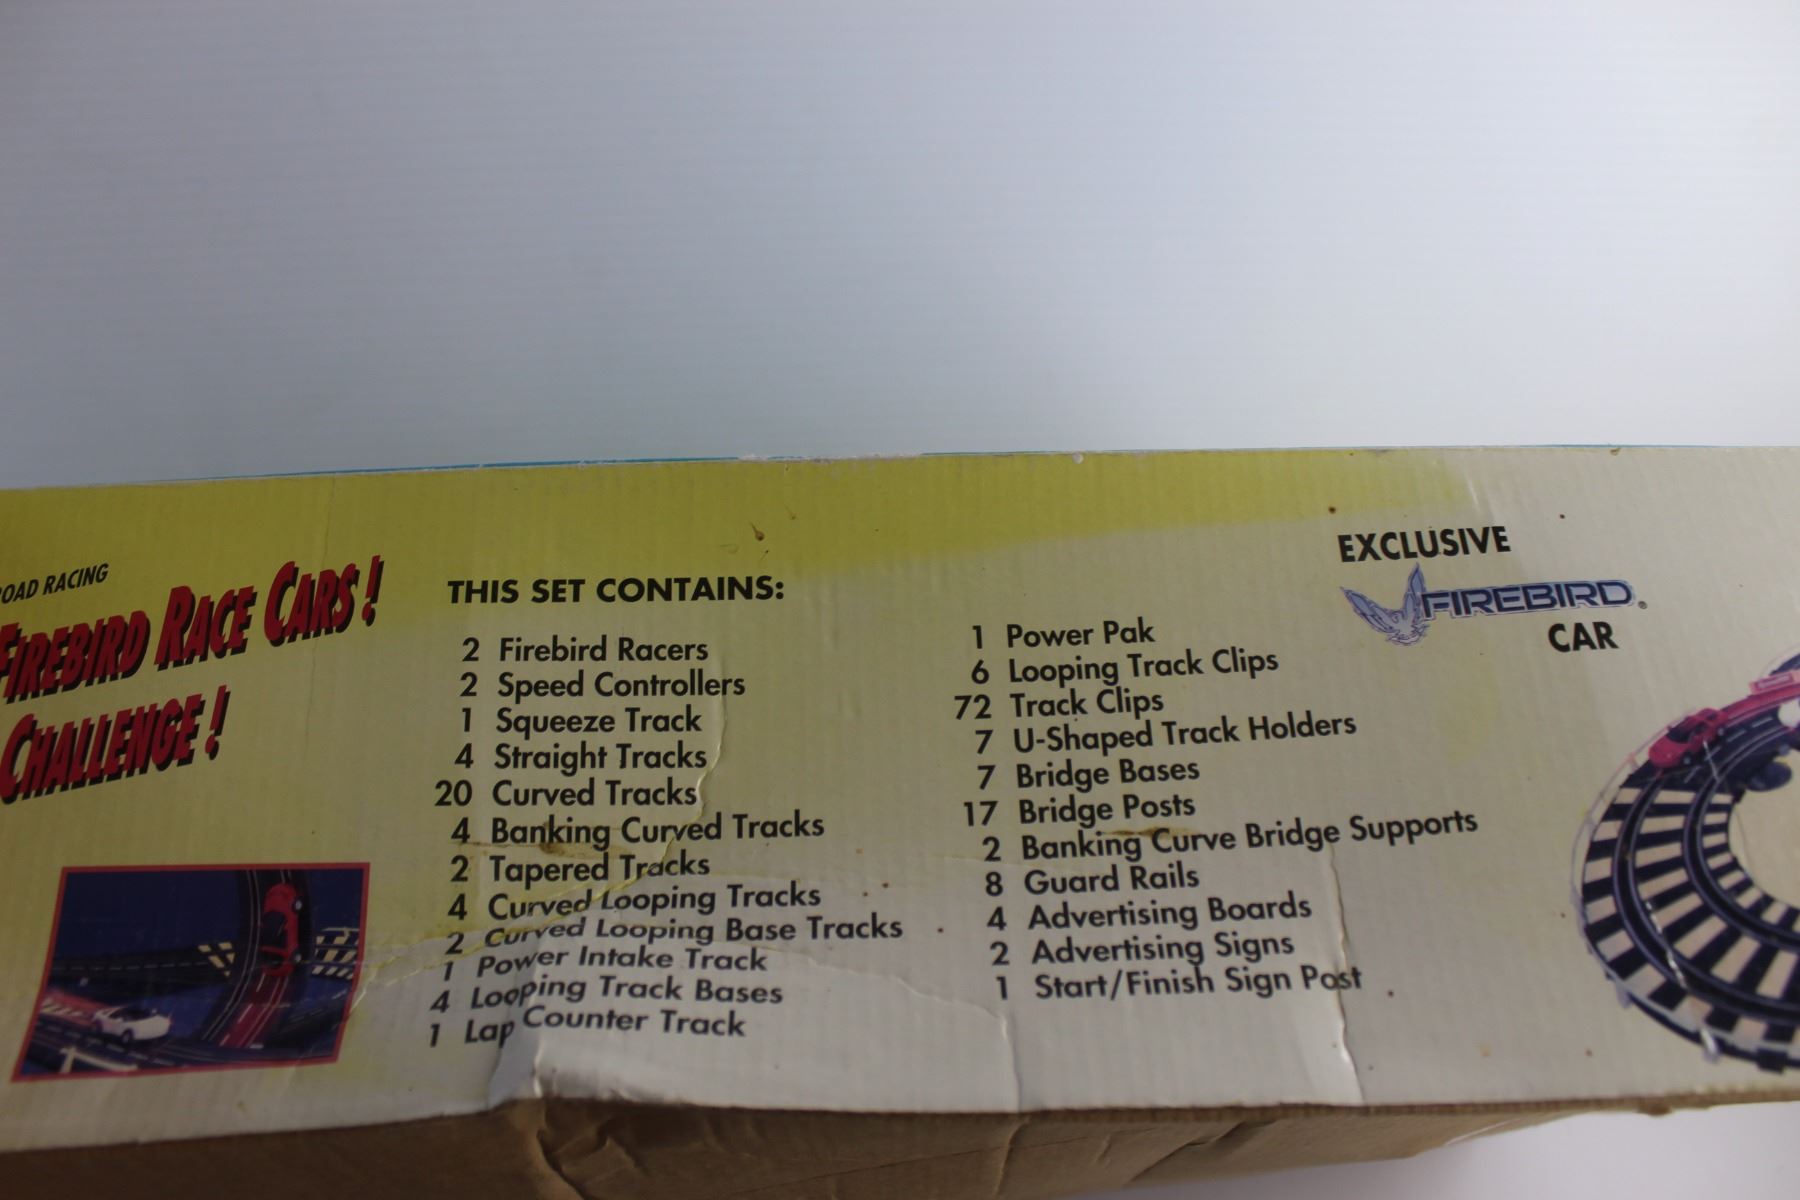 ROAD RACING
FIREBIRD RACE CARS!
CHALLENGE!
THIS SET CONTAINS:
2 Firebird Racers
2 Speed Controllers
1 Squeeze Track
4 Straight Tracks
20 Curved Tracks
4 Banking Curved Tracks
2 Tapered Tracks
4 Curved Looping Tracks
2 Curved Looping Base Tracks
1 Power Intake Track
4 Looping Track Bases
1 Lap Counter Track
1 Power Pak
6 Looping Track Clips
72 Track Clips
7 U-Shaped Track Holders
7 Bridge Bases
17 Bridge Posts
2 Banking Curve Bridge Supports
8 Guard Rails
4 Advertising Boards
2 Advertising Signs
1 Start/Finish Sign Post
EXCLUSIVE
FIREBIRD®
CAR